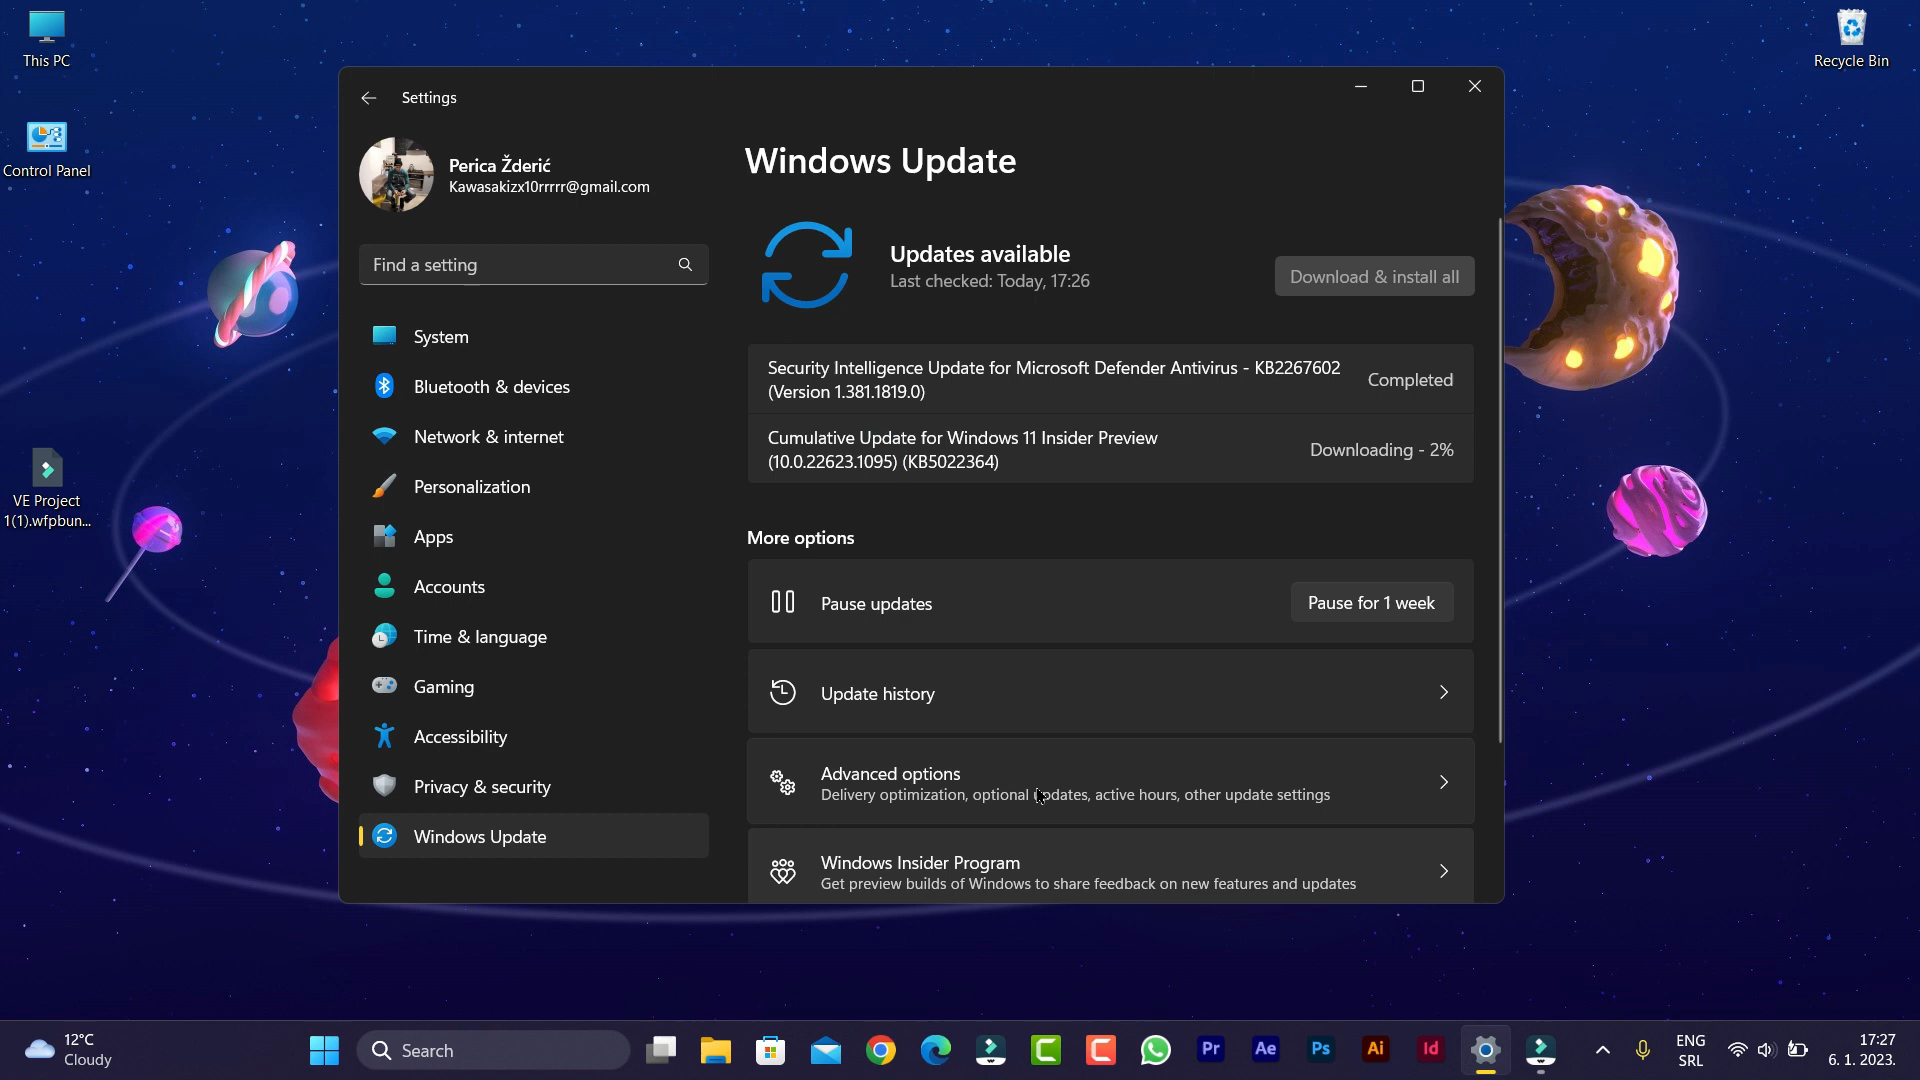 This PC
Recycle Bin
Control Panel
VE Project
1(1).wfpbun...
Settings
Perica Žderić
Kawasakizx10rrrrr@gmail.com
Find a setting
System
Bluetooth & devices
Network & internet
Personalization
Apps
Accounts
Time & language
Gaming
Accessibility
Privacy & security
Windows Update
Windows Update
Updates available
Last checked: Today, 17:26
Download & install all
Security Intelligence Update for Microsoft Defender Antivirus - KB2267602
(Version 1.381.1819.0)
Completed
Cumulative Update for Windows 11 Insider Preview
(10.0.22623.1095) (KB5022364)
Downloading - 2%
More options
Pause updates
Pause for 1 week
Update history
Advanced options
Delivery optimization, optional updates, active hours, other update settings
Windows Insider Program
Get preview builds of Windows to share feedback on new features and updates
12°C
Cloudy
Search
Pr
Ae
Ps
Ai
Id
ENG
SRL
17:27
6. 1. 2023.